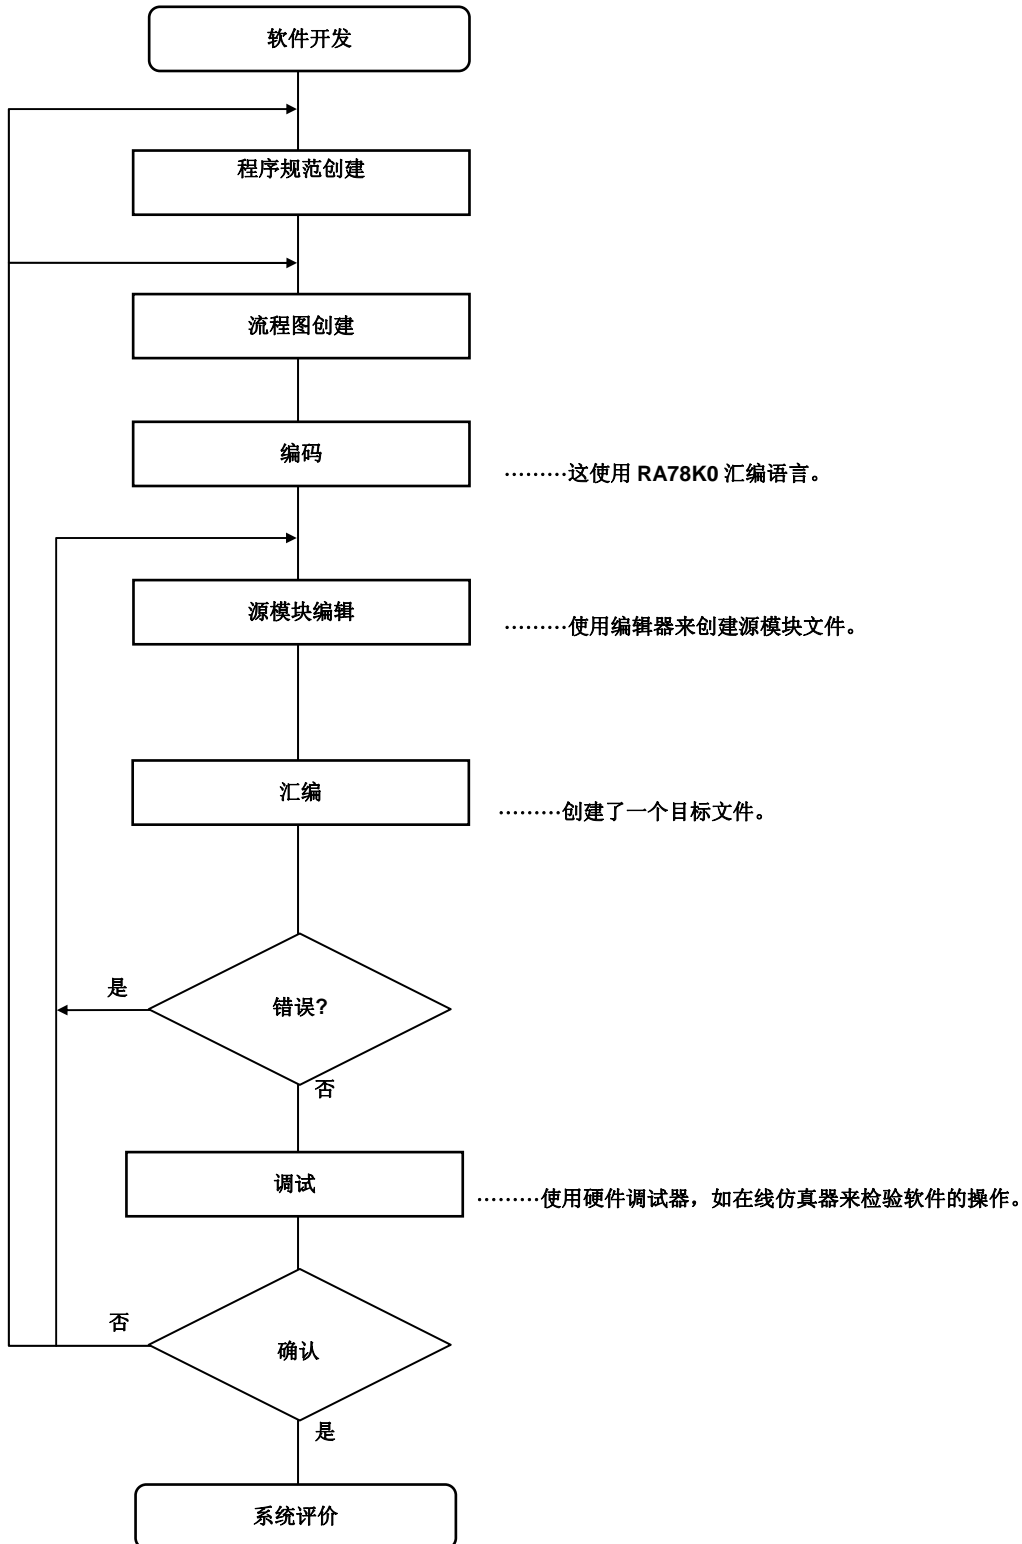 软件开发
程序规范创建
流程图创建
编码
………这使用 RA78K0 汇编语言。
源模块编辑
………使用编辑器来创建源模块文件。
汇编
………创建了一个目标文件。
是
错误?
否
调试
………使用硬件调试器，如在线仿真器来检验软件的操作。
否
确认
是
系统评价